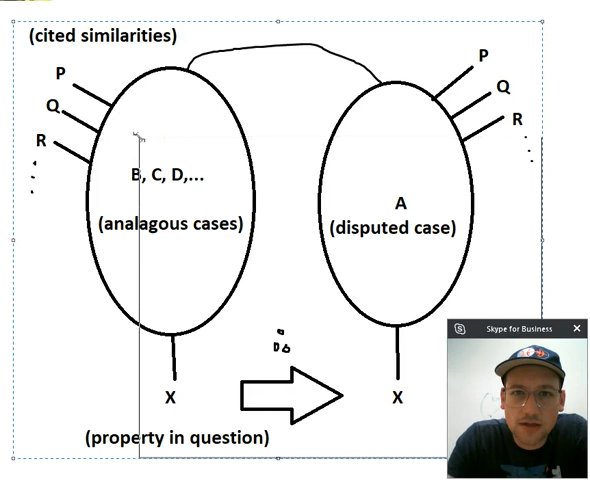 (cited similarities)
P
Q
R
P
Q
R
B, C, D,...
(analagous cases)
A
(disputed case)
X
X
(property in question)
Skype for Business